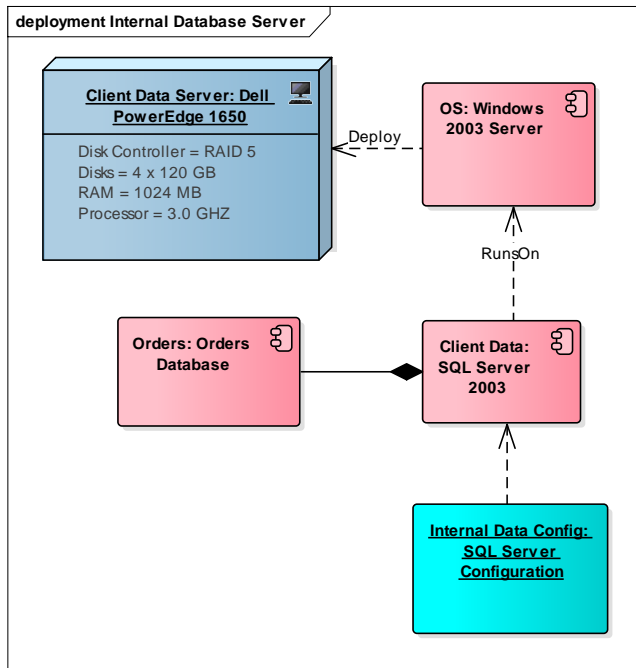 deployment Internal Database Server
Client Data Server: Dell
PowerEdge 1650
Disk Controller = RAID 5
Disks = 4 x 120 GB
RAM = 1024 MB
Processor = 3.0 GHZ
Deploy
OS: Windows
2003 Server
RunsOn
Orders: Orders
Database
Client Data:
SQL Server
2003
Internal Data Config:
SQL Server
Configuration